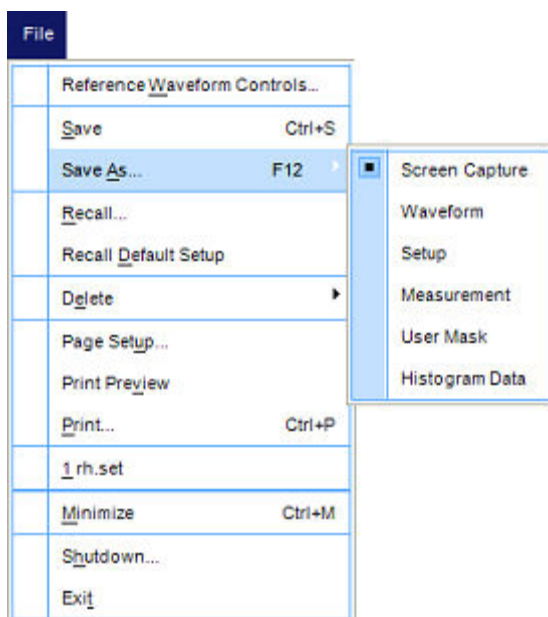 File
Reference Waveform Controls...
Save Ctrl+S
Save As... F12
Recall...
Recall Default Setup
Delete
Page Setup...
Print Preview
Print... Ctrl+P
1 rh.set
Minimize Ctrl+M
Shutdown...
Exit
Screen Capture
Waveform
Setup
Measurement
User Mask
Histogram Data